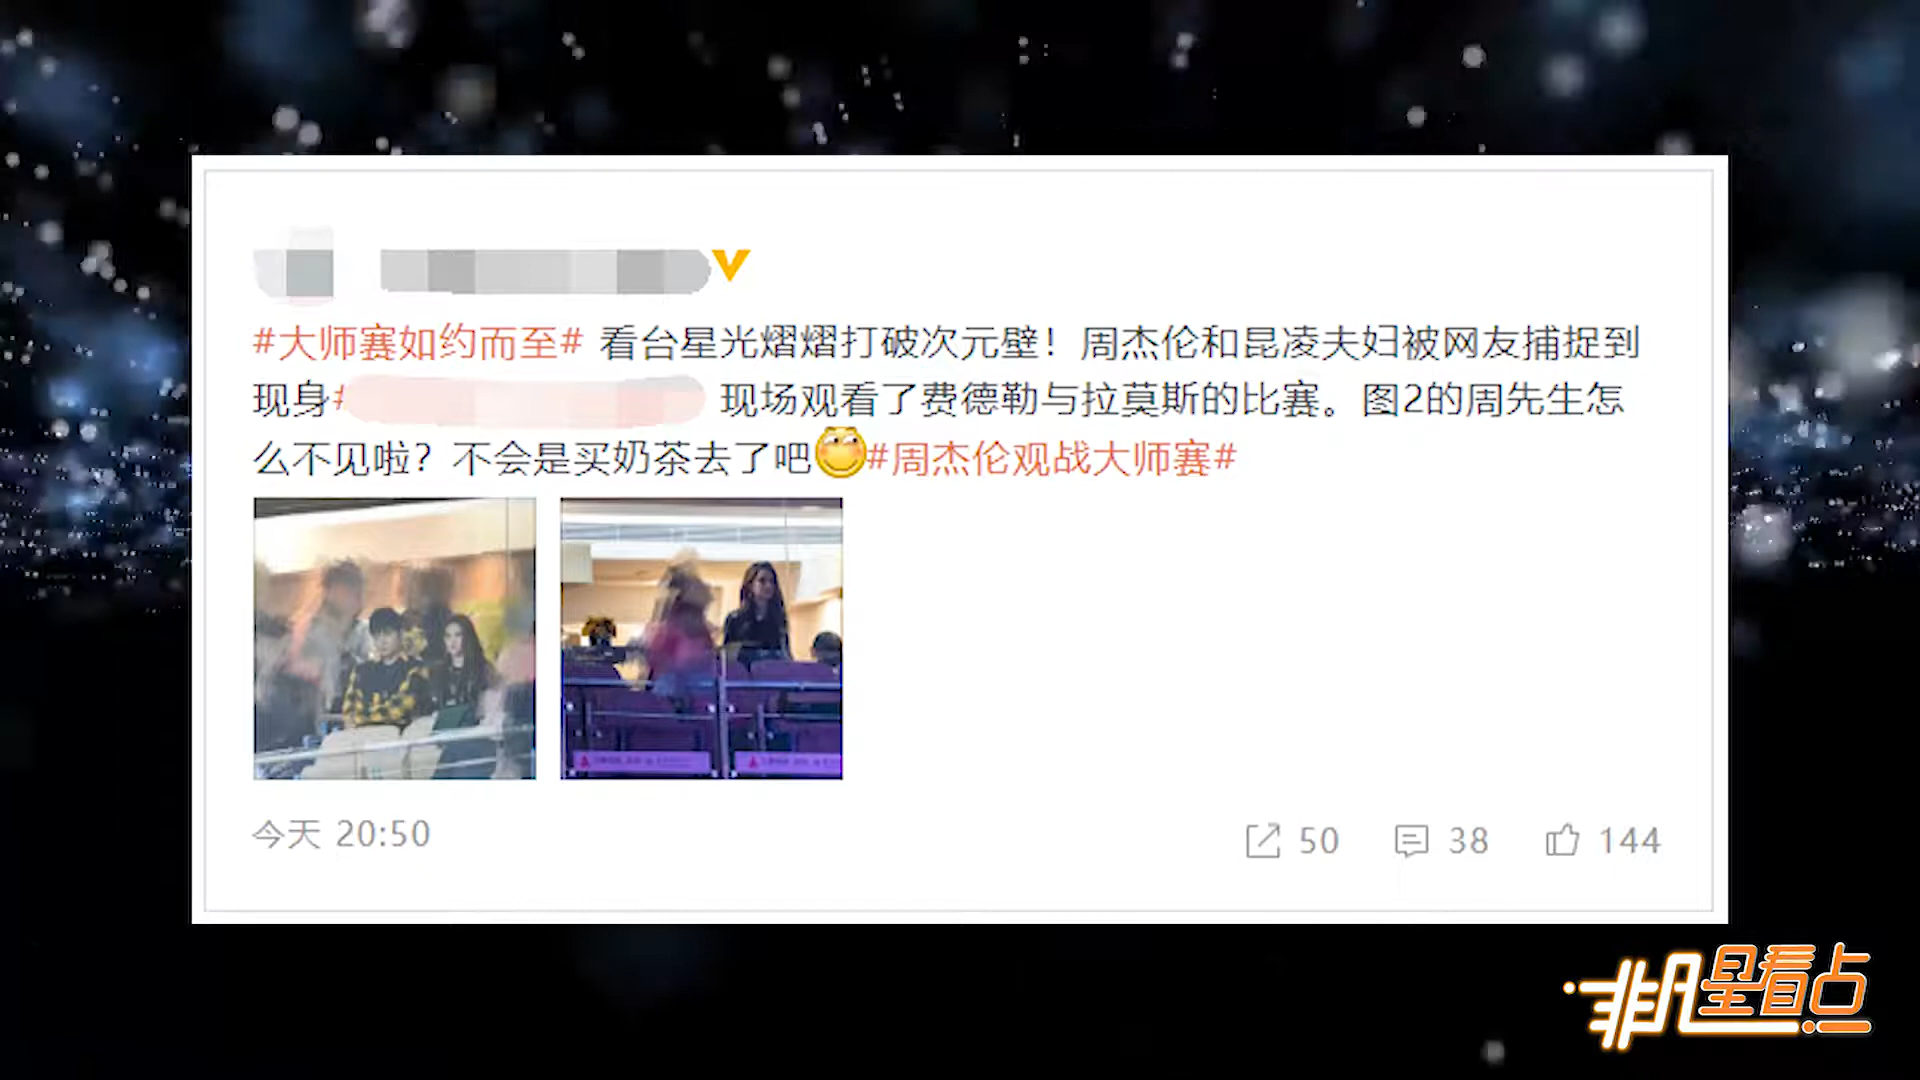 #大师赛如约而至# 看台星光熠熠打破次元壁！周杰伦和昆凌夫妇被网友捕捉到
现身# 现场观看了费德勒与拉莫斯的比赛。图2的周先生怎
么不见啦？不会是买奶茶去了吧#周杰伦观战大师赛#
今天 20:50
50
38
144
非凡星看点